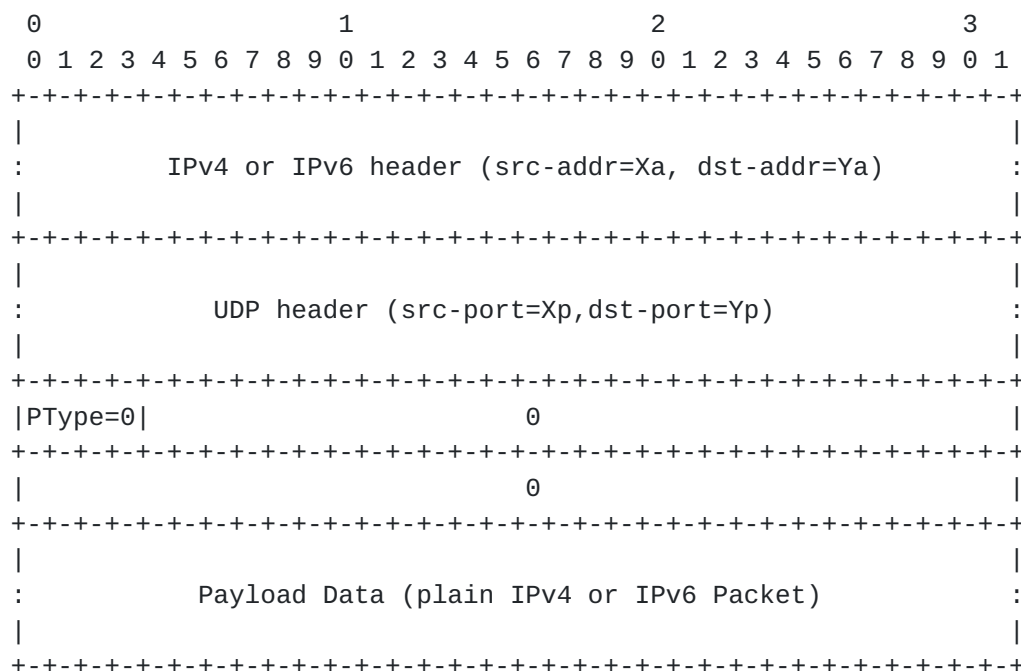 0                   1                   2                   3
 0 1 2 3 4 5 6 7 8 9 0 1 2 3 4 5 6 7 8 9 0 1 2 3 4 5 6 7 8 9 0 1
+-+-+-+-+-+-+-+-+-+-+-+-+-+-+-+-+-+-+-+-+-+-+-+-+-+-+-+-+-+-+-+-+
|                                                               |
:         IPv4 or IPv6 header (src-addr=Xa, dst-addr=Ya)        :
|                                                               |
+-+-+-+-+-+-+-+-+-+-+-+-+-+-+-+-+-+-+-+-+-+-+-+-+-+-+-+-+-+-+-+-+
|                                                               |
:            UDP header (src-port=Xp,dst-port=Yp)               :
|                                                               |
+-+-+-+-+-+-+-+-+-+-+-+-+-+-+-+-+-+-+-+-+-+-+-+-+-+-+-+-+-+-+-+-+
|PType=0|                        0                              |
+-+-+-+-+-+-+-+-+-+-+-+-+-+-+-+-+-+-+-+-+-+-+-+-+-+-+-+-+-+-+-+-+
|                                0                              |
+-+-+-+-+-+-+-+-+-+-+-+-+-+-+-+-+-+-+-+-+-+-+-+-+-+-+-+-+-+-+-+-+
|                                                               |
:           Payload Data (plain IPv4 or IPv6 Packet)            :
|                                                               |
+-+-+-+-+-+-+-+-+-+-+-+-+-+-+-+-+-+-+-+-+-+-+-+-+-+-+-+-+-+-+-+-+